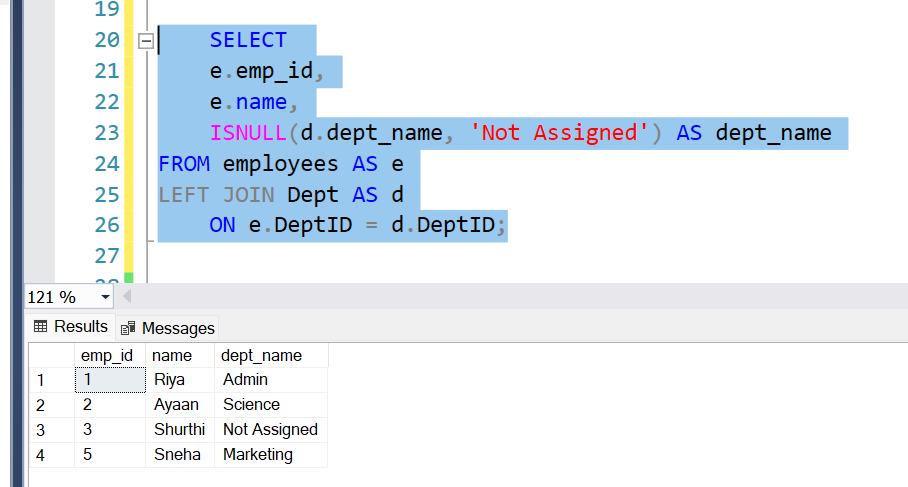 19
20 SELECT
21 e.emp_id,
22 e.name,
23 ISNULL(d.dept_name, 'Not Assigned') AS dept_name
24 FROM employees AS e
25 LEFT JOIN Dept AS d
26 ON e.DeptID = d.DeptID;
27
121 %
Results Messages
emp_id name dept_name
1 1 Riya Admin
2 2 Ayaan Science
3 3 Shurthi Not Assigned
4 5 Sneha Marketing